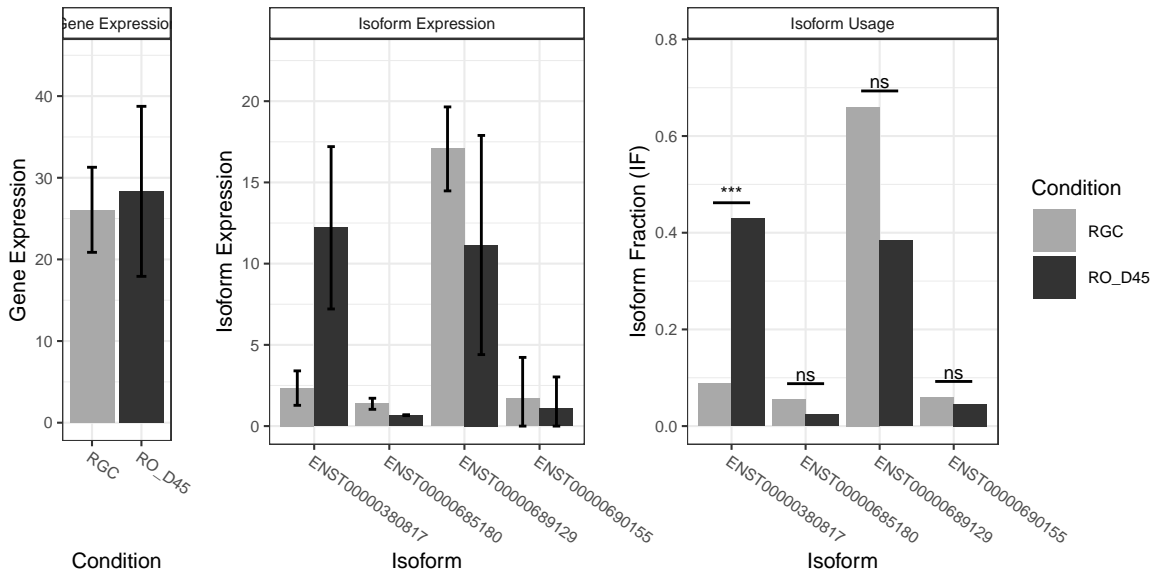 Gene Expression
Isoform Expression
Isoform Usage
Gene Expression
0
10
20
30
40
RGC
RO_D45
Condition
Isoform Expression
0
5
10
15
20
ENST00000380817
ENST00000685180
ENST00000689129
ENST00000690155
Isoform
Isoform Fraction (IF)
0.0
0.2
0.4
0.6
0.8
***
ns
ns
ns
ENST00000380817
ENST00000685180
ENST00000689129
ENST00000690155
Isoform
Condition
RGC
RO_D45